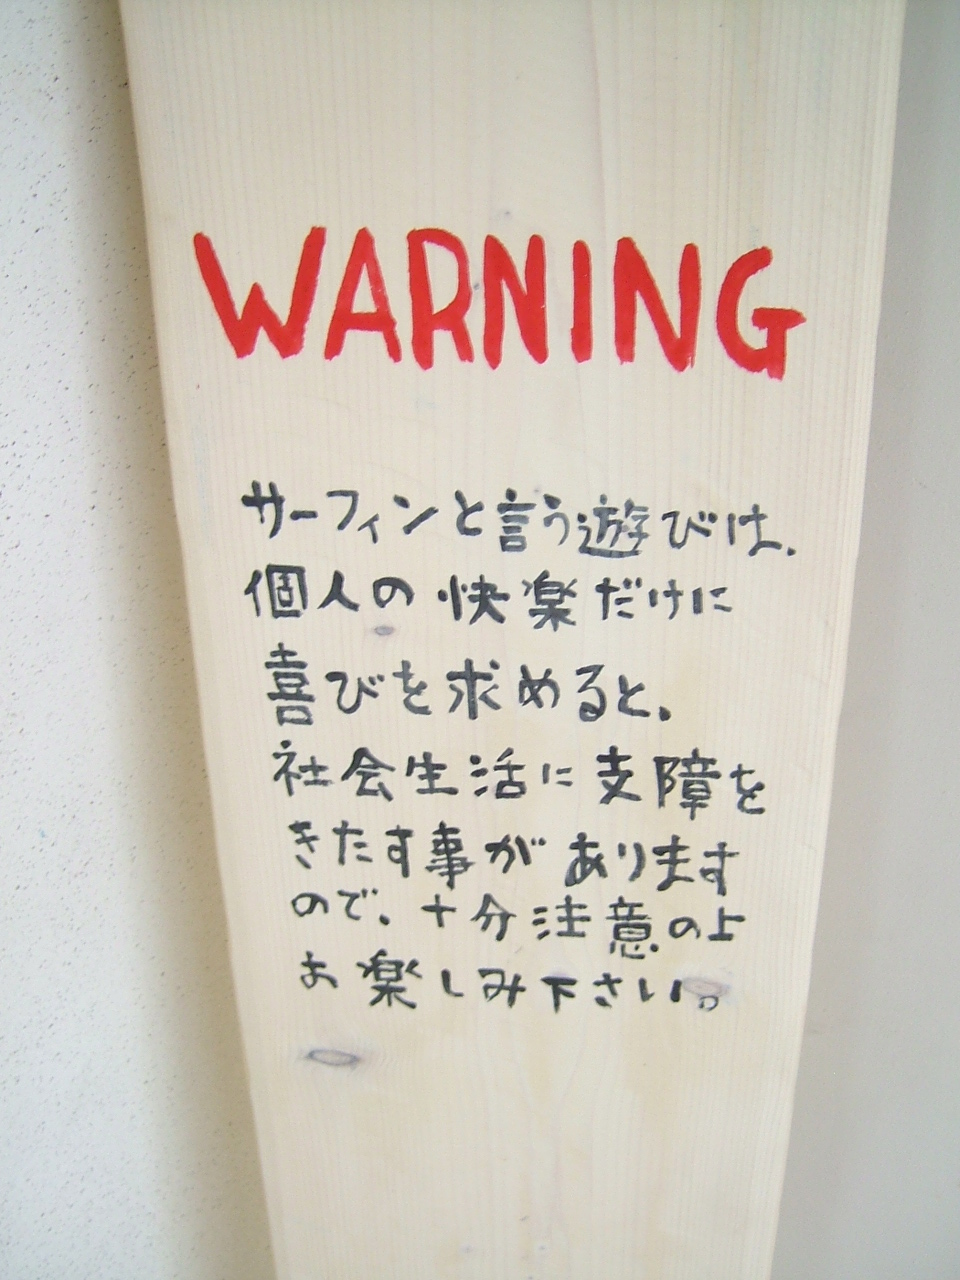 WARNING
サーフィンと言う遊びは、
個人の快楽だけに
喜びを求めると、
社会生活に支障を
きたす事があります
ので、十分注意の上
お楽しみ下さい。